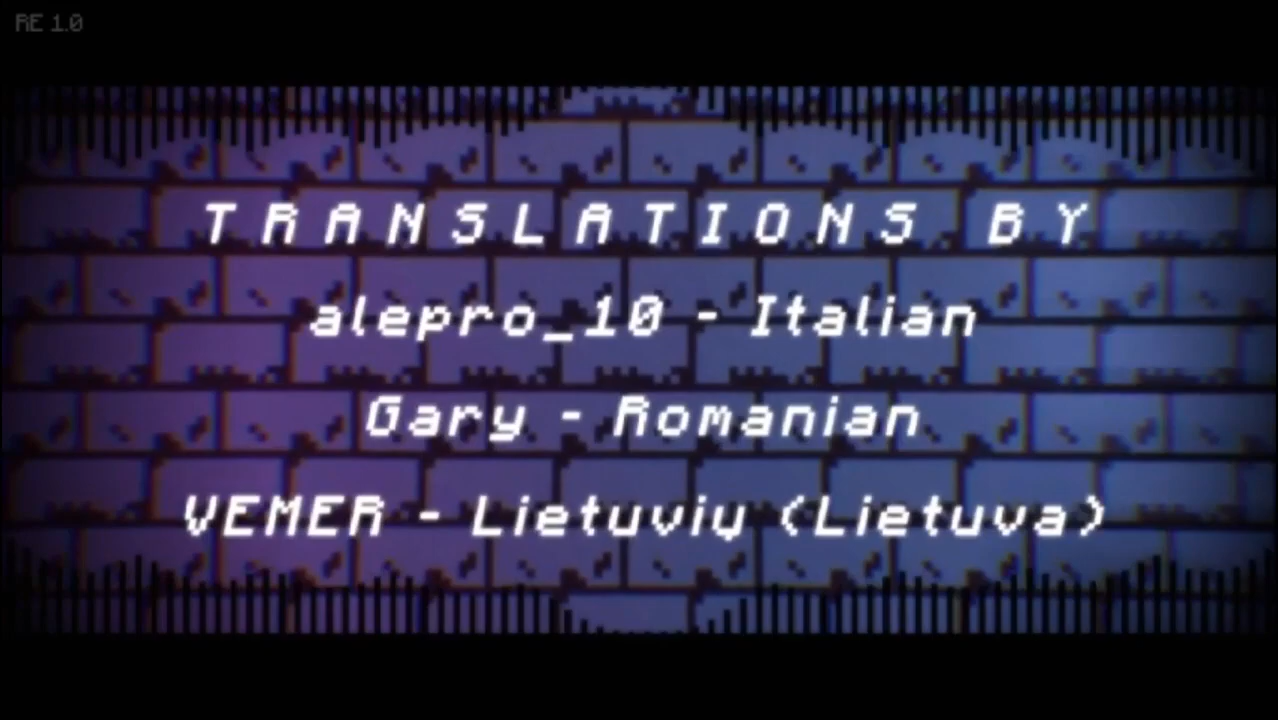 RE 1.0
TRANSLATIONS BY
alepro_10 - Italian
Gary - Romanian
VEMER - Lietuvių (Lietuva)